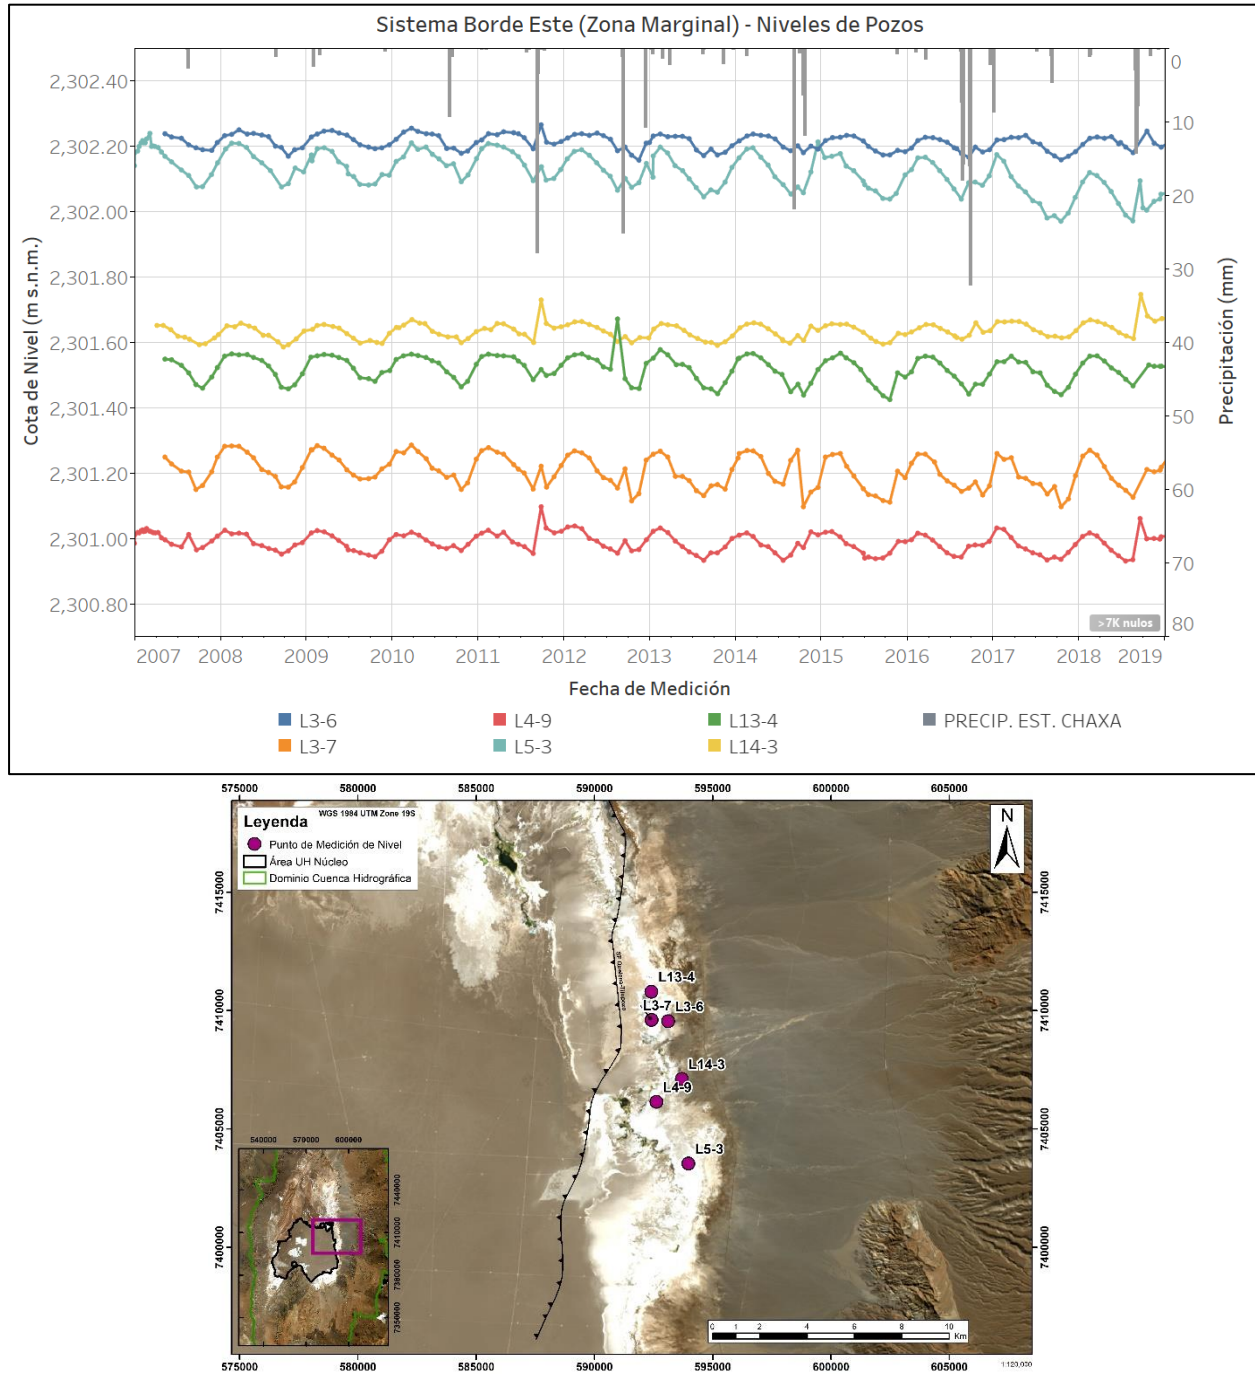 Sistema Borde Este (Zona Marginal) - Niveles de Pozos
Cota de Nivel (m s.n.m.)
2,302.40
2,302.20
2,302.00
2,301.80
2,301.60
2,301.40
2,301.20
2,301.00
2,300.80
0
10
20
30
40
50
60
70
80
Precipitación (mm)
>7K nulos
2007 2008 2009 2010 2011 2012 2013 2014 2015 2016 2017 2018 2019
Fecha de Medición
L3-6 L4-9 L13-4 PRECIP. EST. CHAXA
L3-7 L5-3 L14-3
575000 580000 590000 595000 600000 605000
WGS 1984 UTM Zone 19S
Leyenda
Punto de Medición de Nivel
Área UH Núcleo
Dominio Cuenca Hidrográfica
N
7415000 7415000
L13-4
L3-7 L3-6
7410000 7410000
L14-3
L4-9
7405000 7405000
L5-3
7400000 7400000
540000 570000 600000
7440000
7410000
7380000
7350000
0 1 2 4 6 8 10
Km
575000 580000 585000 590000 595000 600000 605000
1:120,000